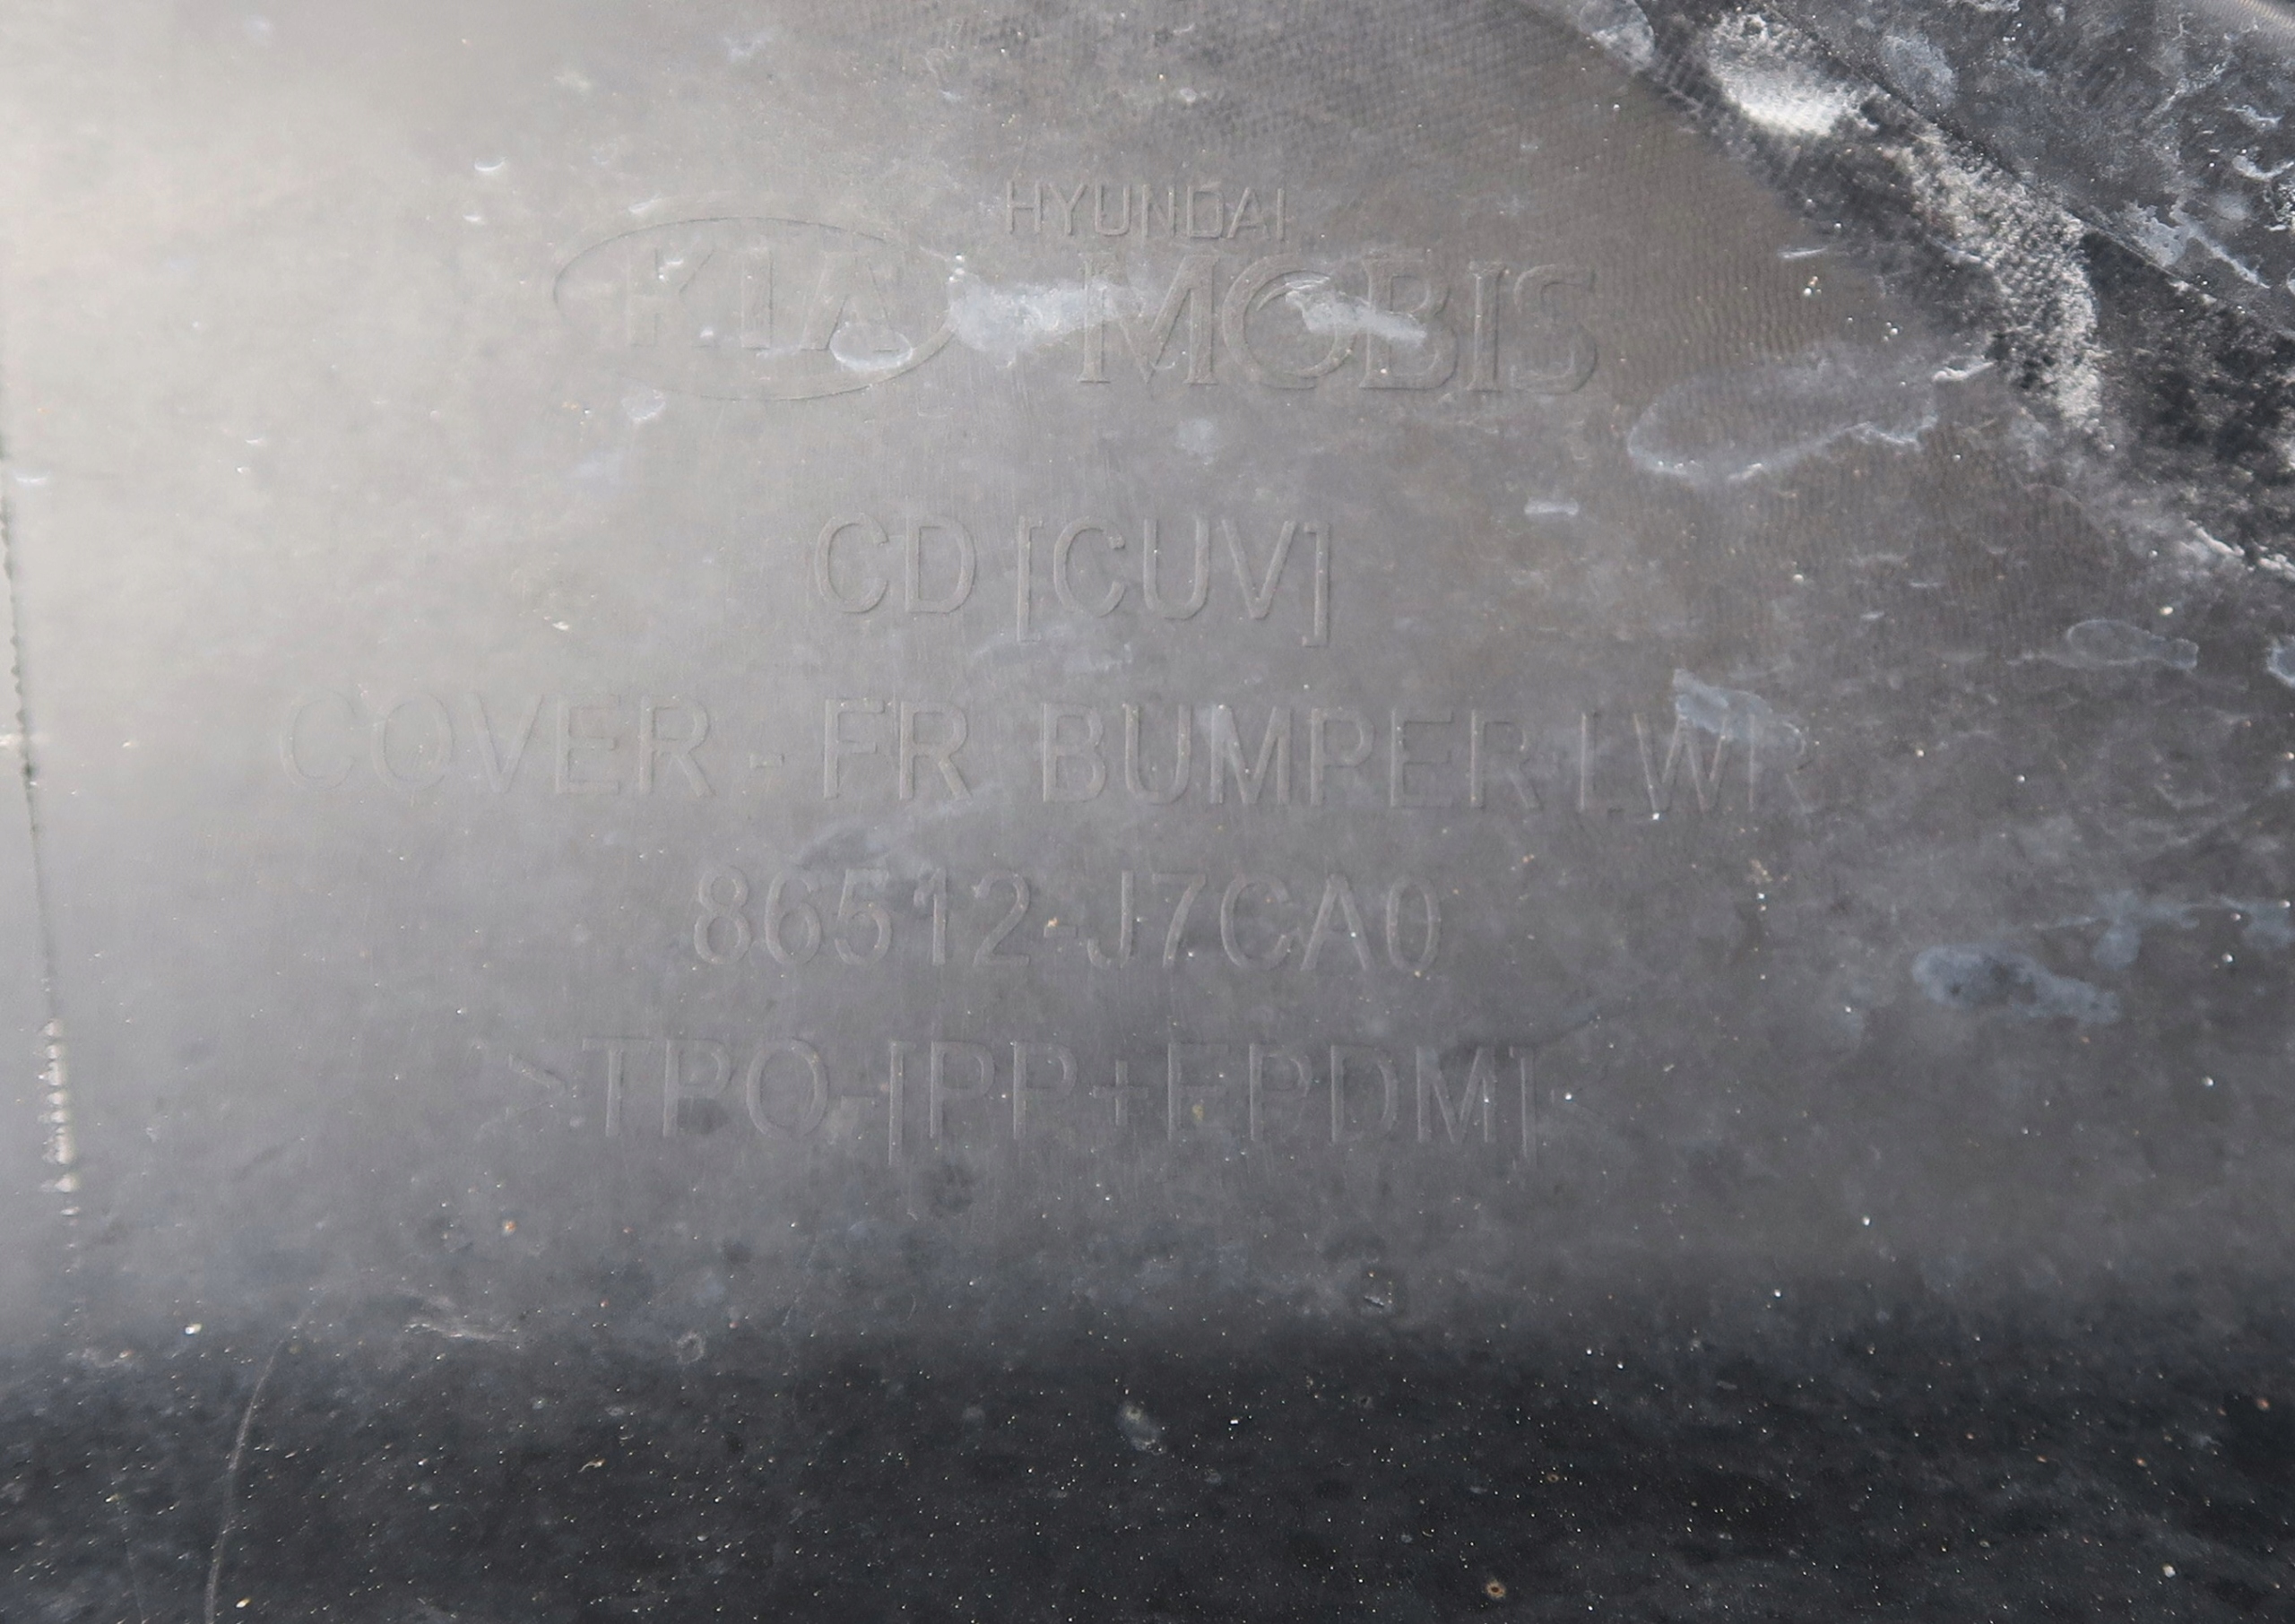 HYUNDAI
KIA MOBIS
CD [CUV]
COVER - FR BUMPER LWR
86512-J7CA0
>TPO-[PP+EPDM]<